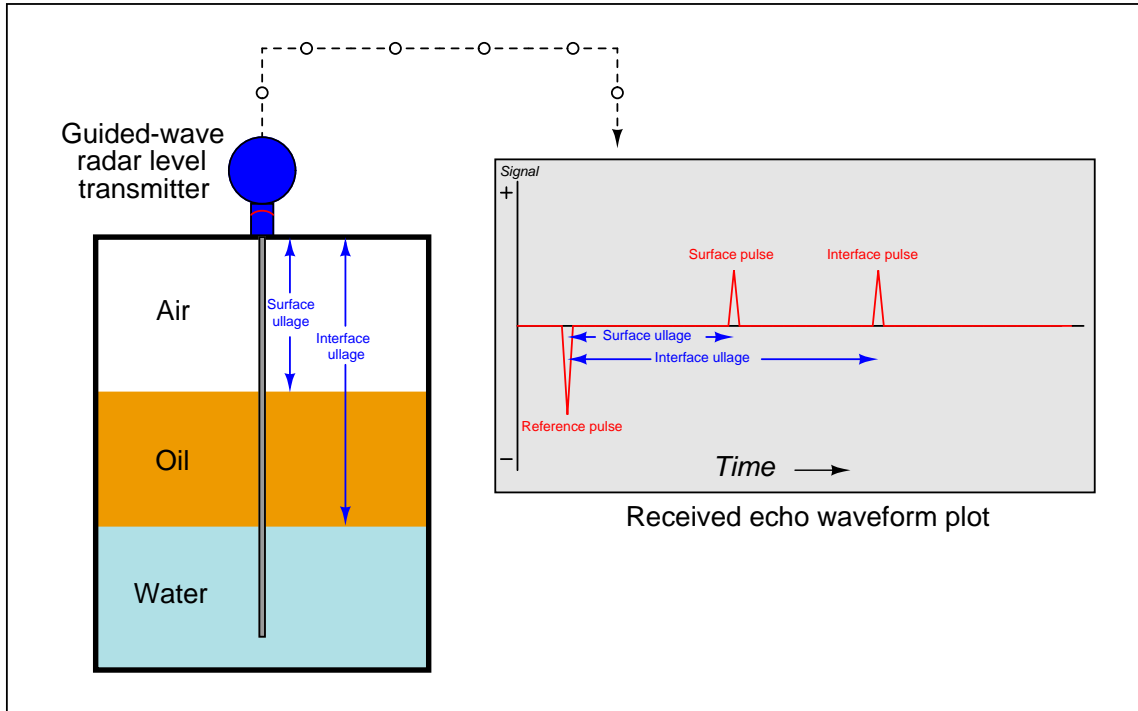 Guided-wave
radar level
transmitter
Air
Surface
ullage
Interface
ullage
Oil
Water
Signal
+
Surface pulse
Interface pulse
Surface ullage
Interface ullage
Reference pulse
−
Time
Received echo waveform plot